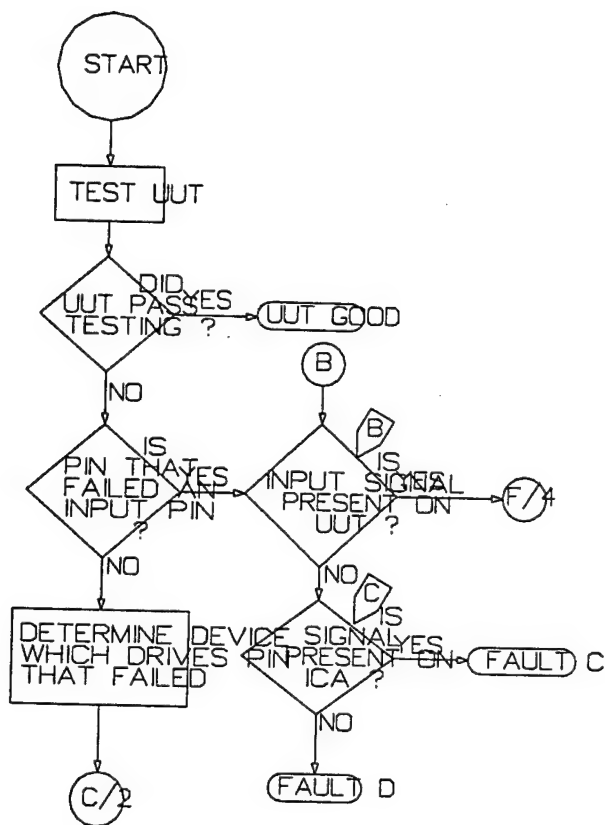 START
TEST UUT
DID
UUT PASS
TESTING ?
YES
UUT GOOD
NO
B
IS
PIN THAT
FAILED AN
INPUT PIN
?
YES
B
IS
INPUT SIGNAL
PRESENT ON
UUT ?
YES
F/4
NO
NO
DETERMINE DEVICE
WHICH DRIVES PIN
THAT FAILED
C
IS
SIGNAL
PRESENT ON
ICA ?
YES
FAULT C
NO
C/2
FAULT D